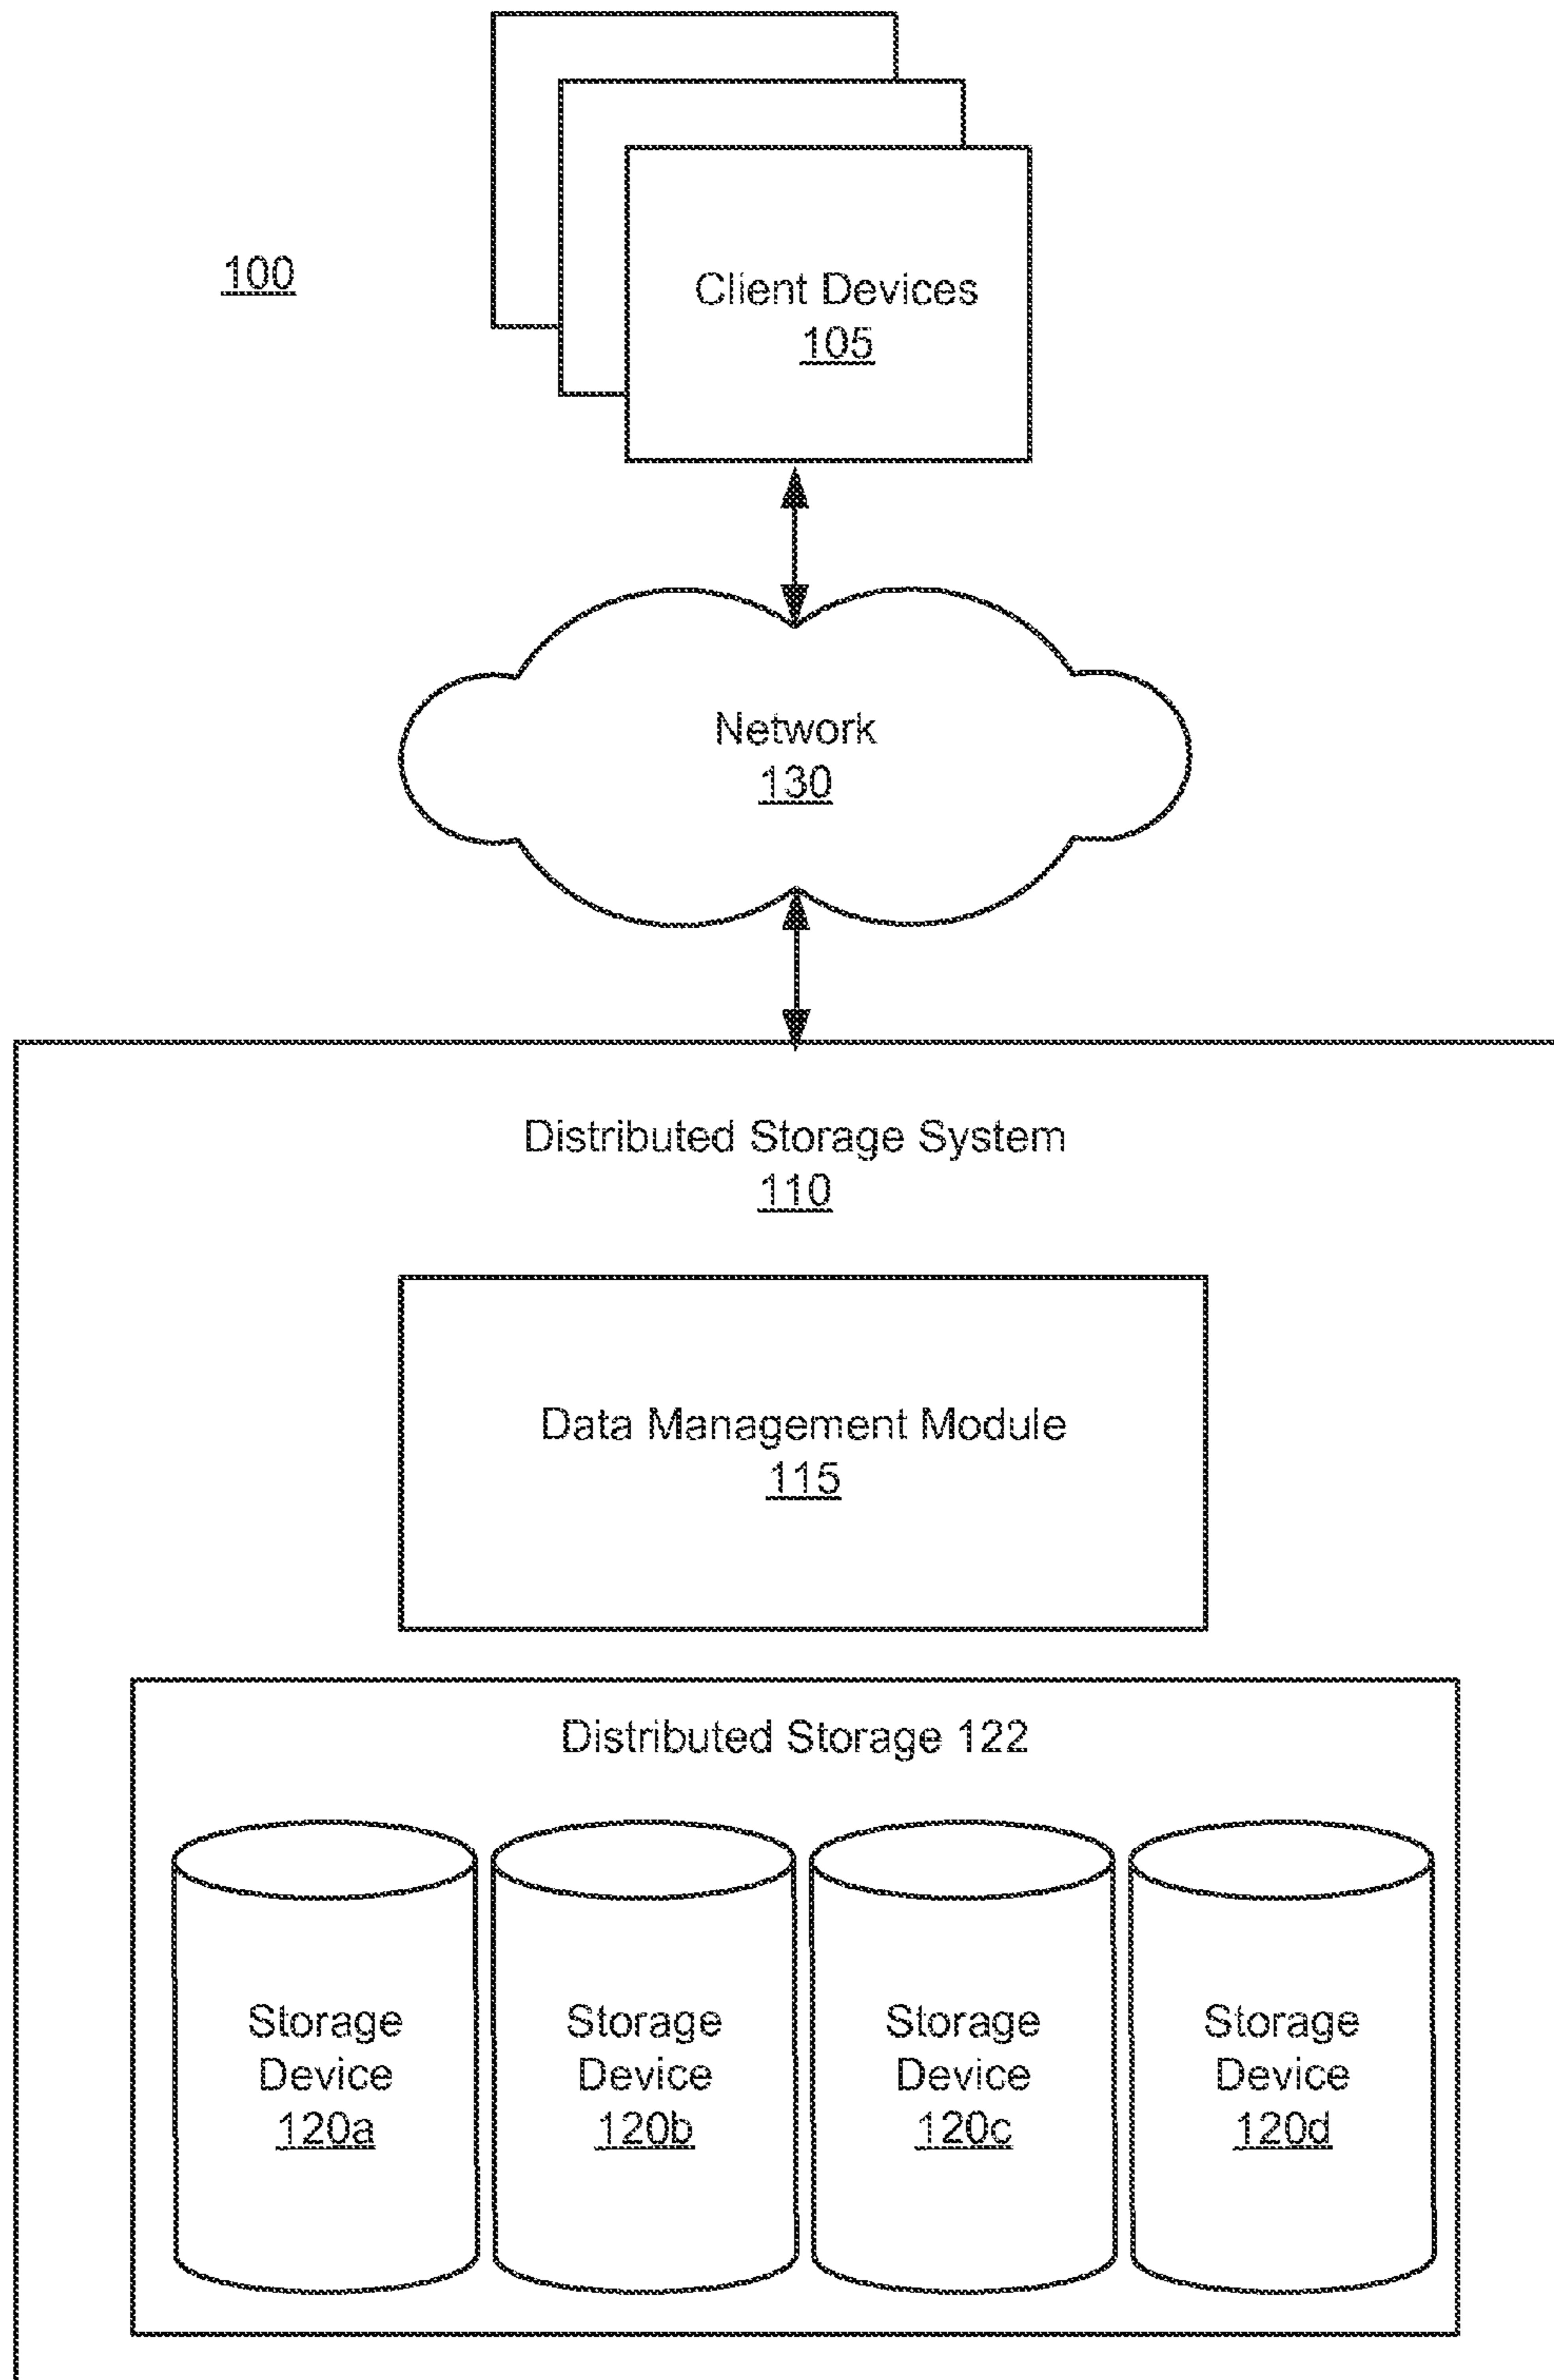 100
Client Devices
105
Network
130
Distributed Storage System
110
Data Management Module
115
Distributed Storage 122
Storage
Device
120a
Storage
Device
120b
Storage
Device
120c
Storage
Device
120d